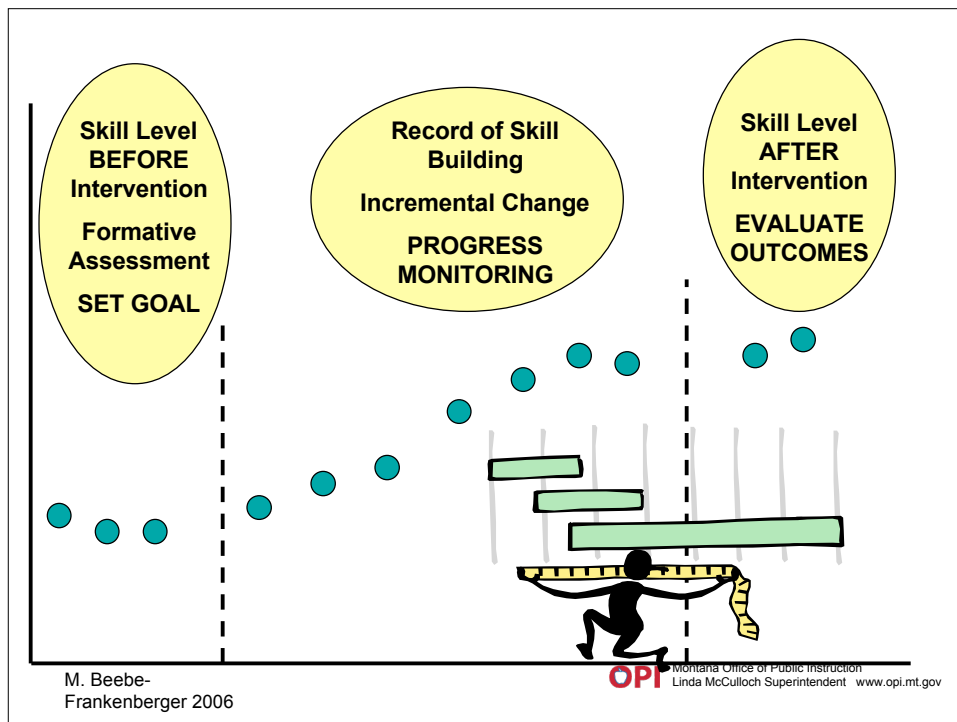 Skill Level
BEFORE
Intervention
Formative
Assessment
SET GOAL
Record of Skill
Building
Incremental Change
PROGRESS
MONITORING
Skill Level
AFTER
Intervention
EVALUATE
OUTCOMES
M. Beebe-
Frankenberger 2006
OPI
Montana Office of Public Instruction
Linda McCulloch Superintendent www.opi.mt.gov